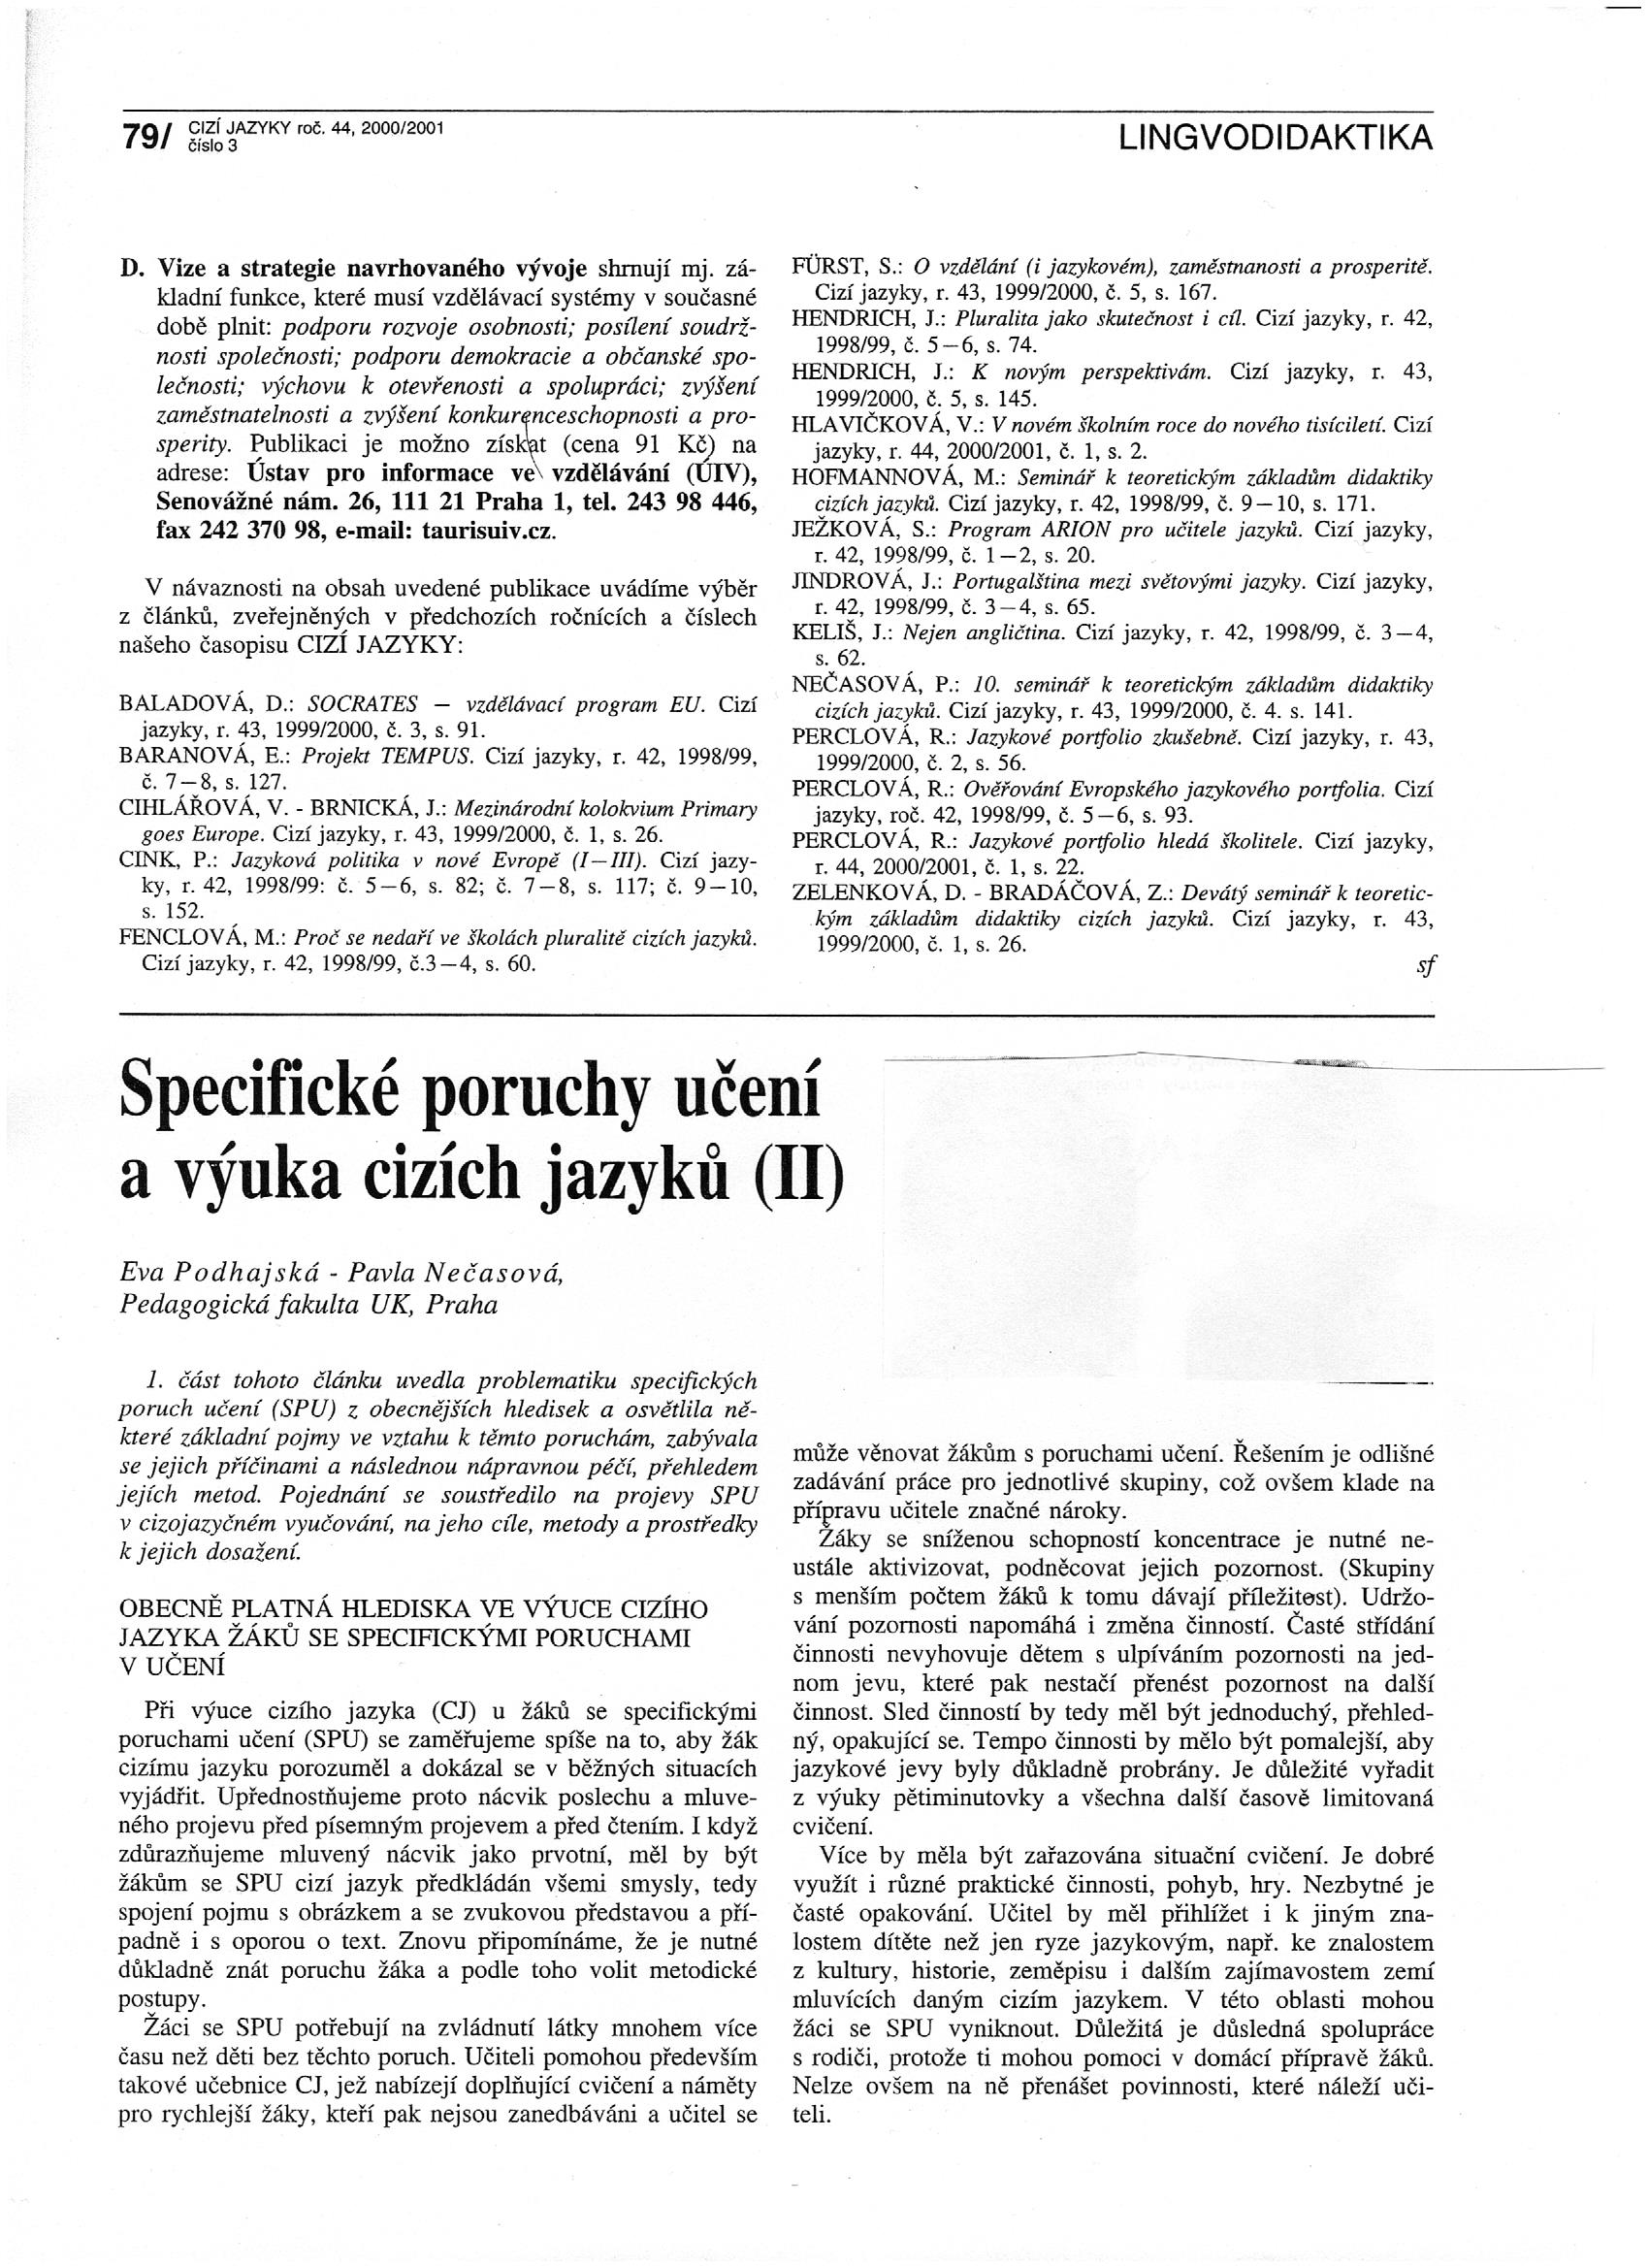 79/ CIZÍ JAZYKY roč. 44, 2000/2001
číslo 3
LINGVODIDAKTIKA
D. Vize a strategie navrhovaného vývoje shrnují mj. zá-
kladní funkce, které musí vzdělávací systémy v současné
době plnit: podporu rozvoje osobnosti; posílení soudrž-
nosti společnosti; podporu demokracie a občanské spo-
lečnosti; výchovu k otevřenosti a spolupráci; zvýšení
zaměstnatelnosti a zvýšení konkurenceschopnosti a pro-
sperity. Publikaci je možno získat (cena 91 Kč) na
adrese: Ústav pro informace ve vzdělávání (ÚIV),
Senovážné nám. 26, 111 21 Praha 1, tel. 243 98 446,
fax 242 370 98, e-mail: taurisuiv.cz.
V návaznosti na obsah uvedené publikace uvádíme výběr
z článků, zveřejněných v předchozích ročnících a číslech
našeho časopisu CIZÍ JAZYKY:
BALADOVÁ, D.: SOCRATES — vzdělávací program EU. Cizí
jazyky, r. 43, 1999/2000, č. 3, s. 91.
BARANOVÁ, E.: Projekt TEMPUS. Cizí jazyky, r. 42, 1998/99,
č. 7—8, s. 127.
CIHLÁŘOVÁ, V. - BRNICKÁ, J.: Mezinárodní kolokvium Primary
goes Europe. Cizí jazyky, r. 43, 1999/2000, č. 1, s. 26.
CINK, P.: Jazyková politika v nové Evropě (I—III). Cizí jazy-
ky, r. 42, 1998/99: č. 5—6, s. 82; č. 7—8, s. 117; č. 9—10,
s. 152.
FENCLOVÁ, M.: Proč se nedaří ve školách pluralitě cizích jazyků.
Cizí jazyky, r. 42, 1998/99, č.3—4, s. 60.
FÜRST, S.: O vzdělání (i jazykovém), zaměstnanosti a prosperitě.
Cizí jazyky, r. 43, 1999/2000, č. 5, s. 167.
HENDRICH, J.: Pluralita jako skutečnost i cíl. Cizí jazyky, r. 42,
1998/99, č. 5—6, s. 74.
HENDRICH, J.: K novým perspektivám. Cizí jazyky, r. 43,
1999/2000, č. 5, s. 145.
HLAVIČKOVÁ, V.: V novém školním roce do nového tisíciletí. Cizí
jazyky, r. 44, 2000/2001, č. 1, s. 2.
HOFMANNOVÁ, M.: Seminář k teoretickým základům didaktiky
cizích jazyků. Cizí jazyky, r. 42, 1998/99, č. 9—10, s. 171.
JEŽKOVÁ, S.: Program ARION pro učitele jazyků. Cizí jazyky,
r. 42, 1998/99, č. 1—2, s. 20.
JINDROVÁ, J.: Portugalština mezi světovými jazyky. Cizí jazyky,
r. 42, 1998/99, č. 3—4, s. 65.
KELIŠ, J.: Nejen angličtina. Cizí jazyky, r. 42, 1998/99, č. 3—4,
s. 62.
NEČASOVÁ, P.: 10. seminář k teoretickým základům didaktiky
cizích jazyků. Cizí jazyky, r. 43, 1999/2000, č. 4. s. 141.
PERCLOVÁ, R.: Jazykové portfolio zkušebně. Cizí jazyky, r. 43,
1999/2000, č. 2, s. 56.
PERCLOVÁ, R.: Ověřování Evropského jazykového portfolia. Cizí
jazyky, roč. 42, 1998/99, č. 5—6, s. 93.
PERCLOVÁ, R.: Jazykové portfolio hledá školitele. Cizí jazyky,
r. 44, 2000/2001, č. 1, s. 22.
ZELENKOVÁ, D. - BRADÁČOVÁ, Z.: Devátý seminář k teoretic-
kým základům didaktiky cizích jazyků. Cizí jazyky, r. 43,
1999/2000, č. 1, s. 26.
sf
Specifické poruchy učení
a výuka cizích jazyků (II)
Eva Podhajská - Pavla Nečasová,
Pedagogická fakulta UK, Praha
1. část tohoto článku uvedla problematiku specifických
poruch učení (SPU) z obecnějších hledisek a osvětlila ně-
které základní pojmy ve vztahu k těmto poruchám, zabývala
se jejich příčinami a následnou nápravnou péčí, přehledem
jejích metod. Pojednání se soustředilo na projevy SPU
v cizojazyčném vyučování, na jeho cíle, metody a prostředky
k jejich dosažení.
OBECNĚ PLATNÁ HLEDISKA VE VÝUCE CIZÍHO
JAZYKA ŽÁKŮ SE SPECIFICKÝMI PORUCHAMI
V UČENÍ
Při výuce cizího jazyka (CJ) u žáků se specifickými
poruchami učení (SPU) se zaměřujeme spíše na to, aby žák
cizímu jazyku porozuměl a dokázal se v běžných situacích
vyjádřit. Upřednostňujeme proto nácvik poslechu a mluve-
ného projevu před písemným projevem a před čtením. I když
zdůrazňujeme mluvený nácvik jako prvotní, měl by být
žákům se SPU cizí jazyk předkládán všemi smysly, tedy
spojení pojmu s obrázkem a se zvukovou představou a pří-
padně i s oporou o text. Znovu připomínáme, že je nutné
důkladně znát poruchu žáka a podle toho volit metodické
postupy.
Žáci se SPU potřebují na zvládnutí látky mnohem více
času než děti bez těchto poruch. Učiteli pomohou především
takové učebnice CJ, jež nabízejí doplňující cvičení a náměty
pro rychlejší žáky, kteří pak nejsou zanedbáváni a učitel se
může věnovat žákům s poruchami učení. Řešením je odlišné
zadávání práce pro jednotlivé skupiny, což ovšem klade na
přípravu učitele značné nároky.
Žáky se sníženou schopností koncentrace je nutné ne-
ustále aktivizovat, podněcovat jejich pozornost. (Skupiny
s menším počtem žáků k tomu dávají příležitost). Udržo-
vání pozornosti napomáhá i změna činností. Časté střídání
činnosti nevyhovuje dětem s ulpíváním pozornosti na jed-
nom jevu, které pak nestačí přenést pozornost na další
činnost. Sled činností by tedy měl být jednoduchý, přehled-
ný, opakující se. Tempo činnosti by mělo být pomalejší, aby
jazykové jevy byly důkladně probrány. Je důležité vyřadit
z výuky pětiminutovky a všechna další časově limitovaná
cvičení.
Více by měla být zařazována situační cvičení. Je dobré
využít i různé praktické činnosti, pohyb, hry. Nezbytné je
časté opakování. Učitel by měl přihlížet i k jiným zna-
lostem dítěte než jen ryze jazykovým, např. ke znalostem
z kultury, historie, zeměpisu i dalším zajímavostem zemí
mluvících daným cizím jazykem. V této oblasti mohou
žáci se SPU vyniknout. Důležitá je důsledná spolupráce
s rodiči, protože ti mohou pomoci v domácí přípravě žáků.
Nelze ovšem na ně přenášet povinnosti, které náleží uči-
teli.